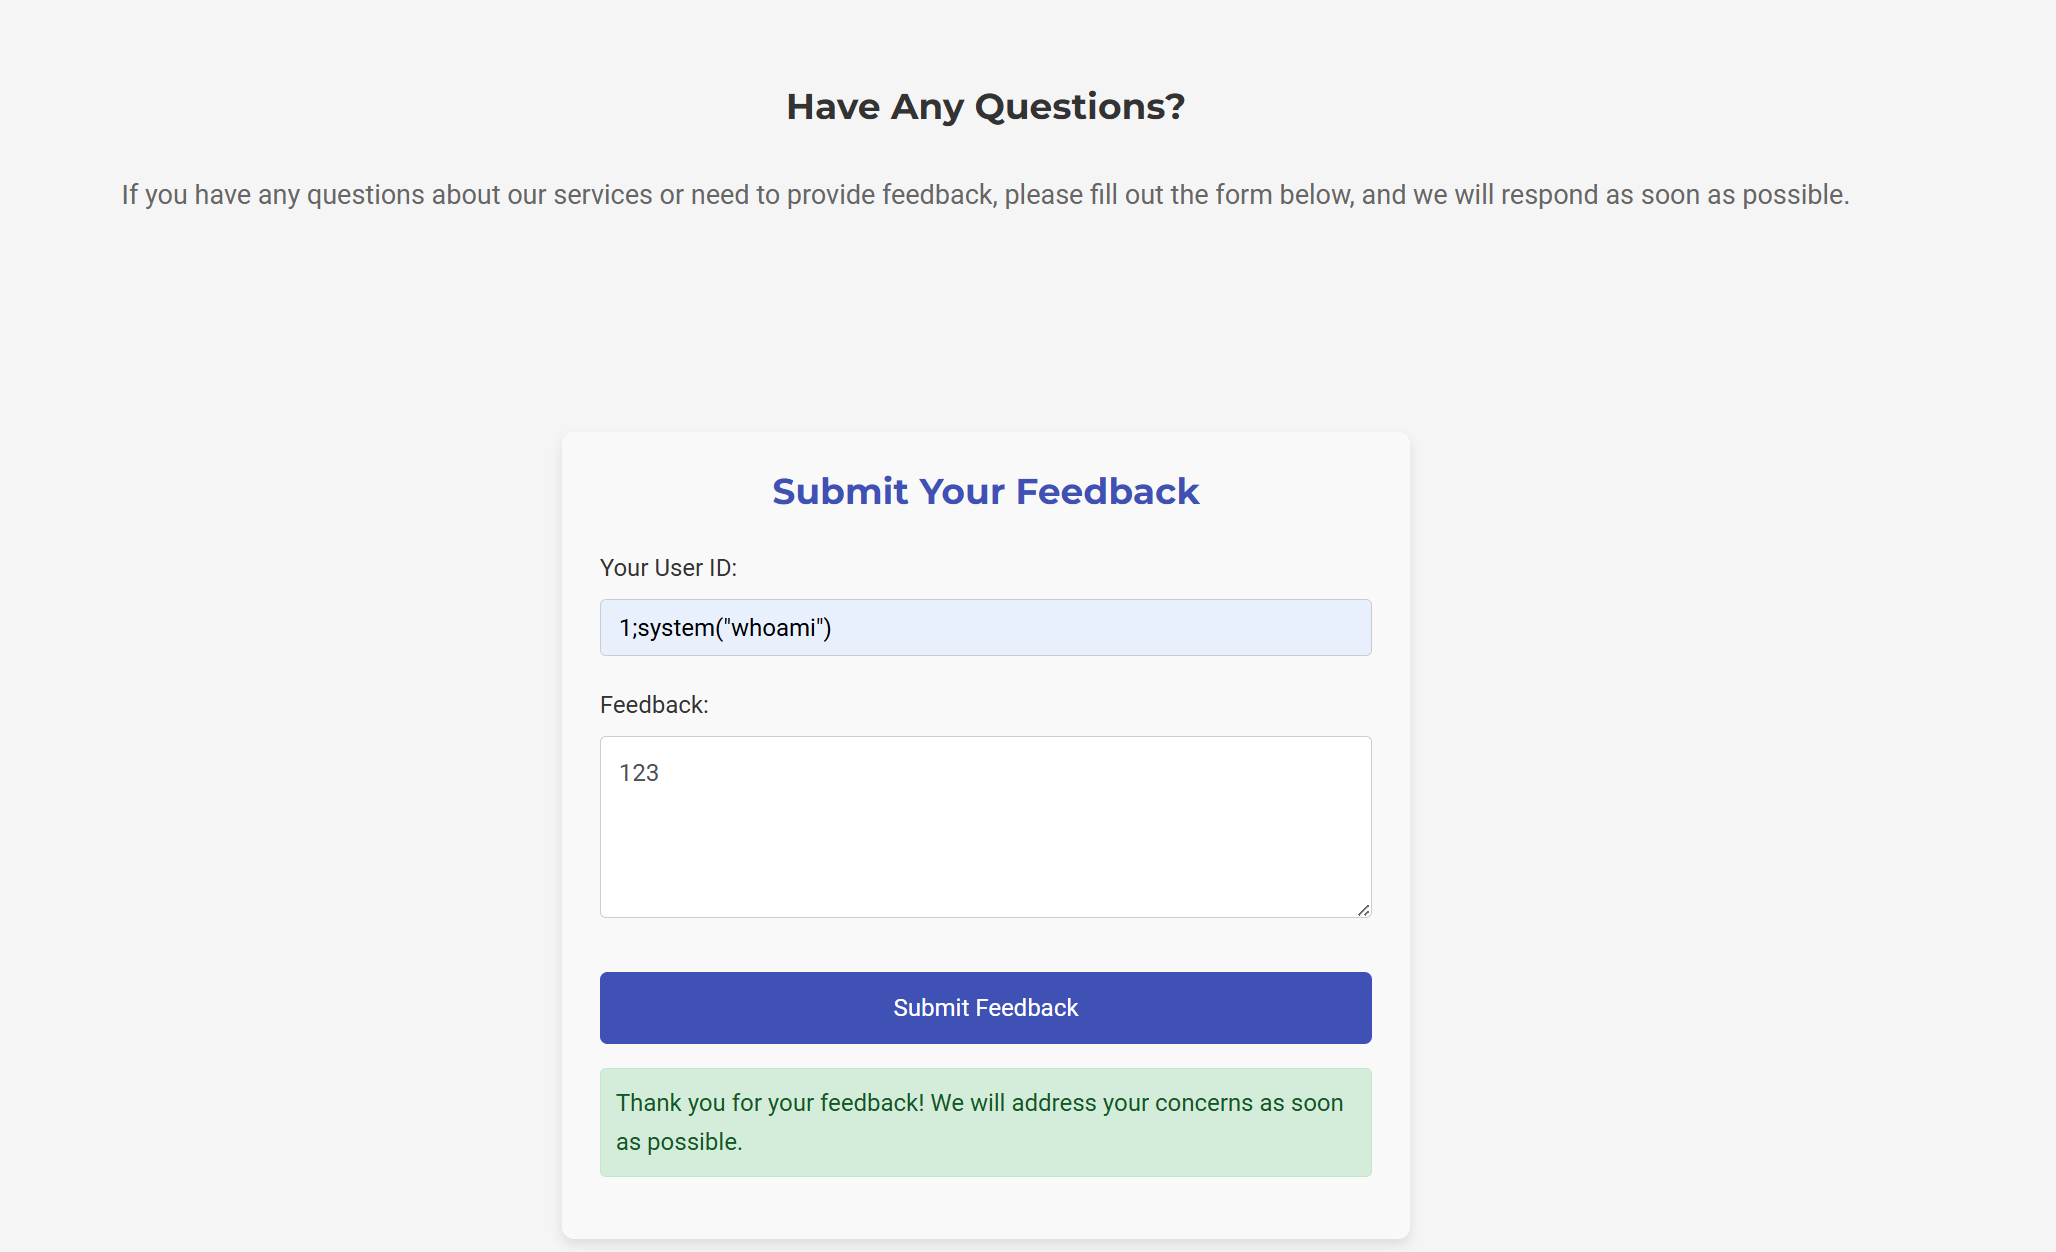 Have Any Questions?
If you have any questions about our services or need to provide feedback, please fill out the form below, and we will respond as soon as possible.
Submit Your Feedback
Your User ID:
1;system("whoami")
Feedback:
123
Submit Feedback
Thank you for your feedback! We will address your concerns as soon
as possible.